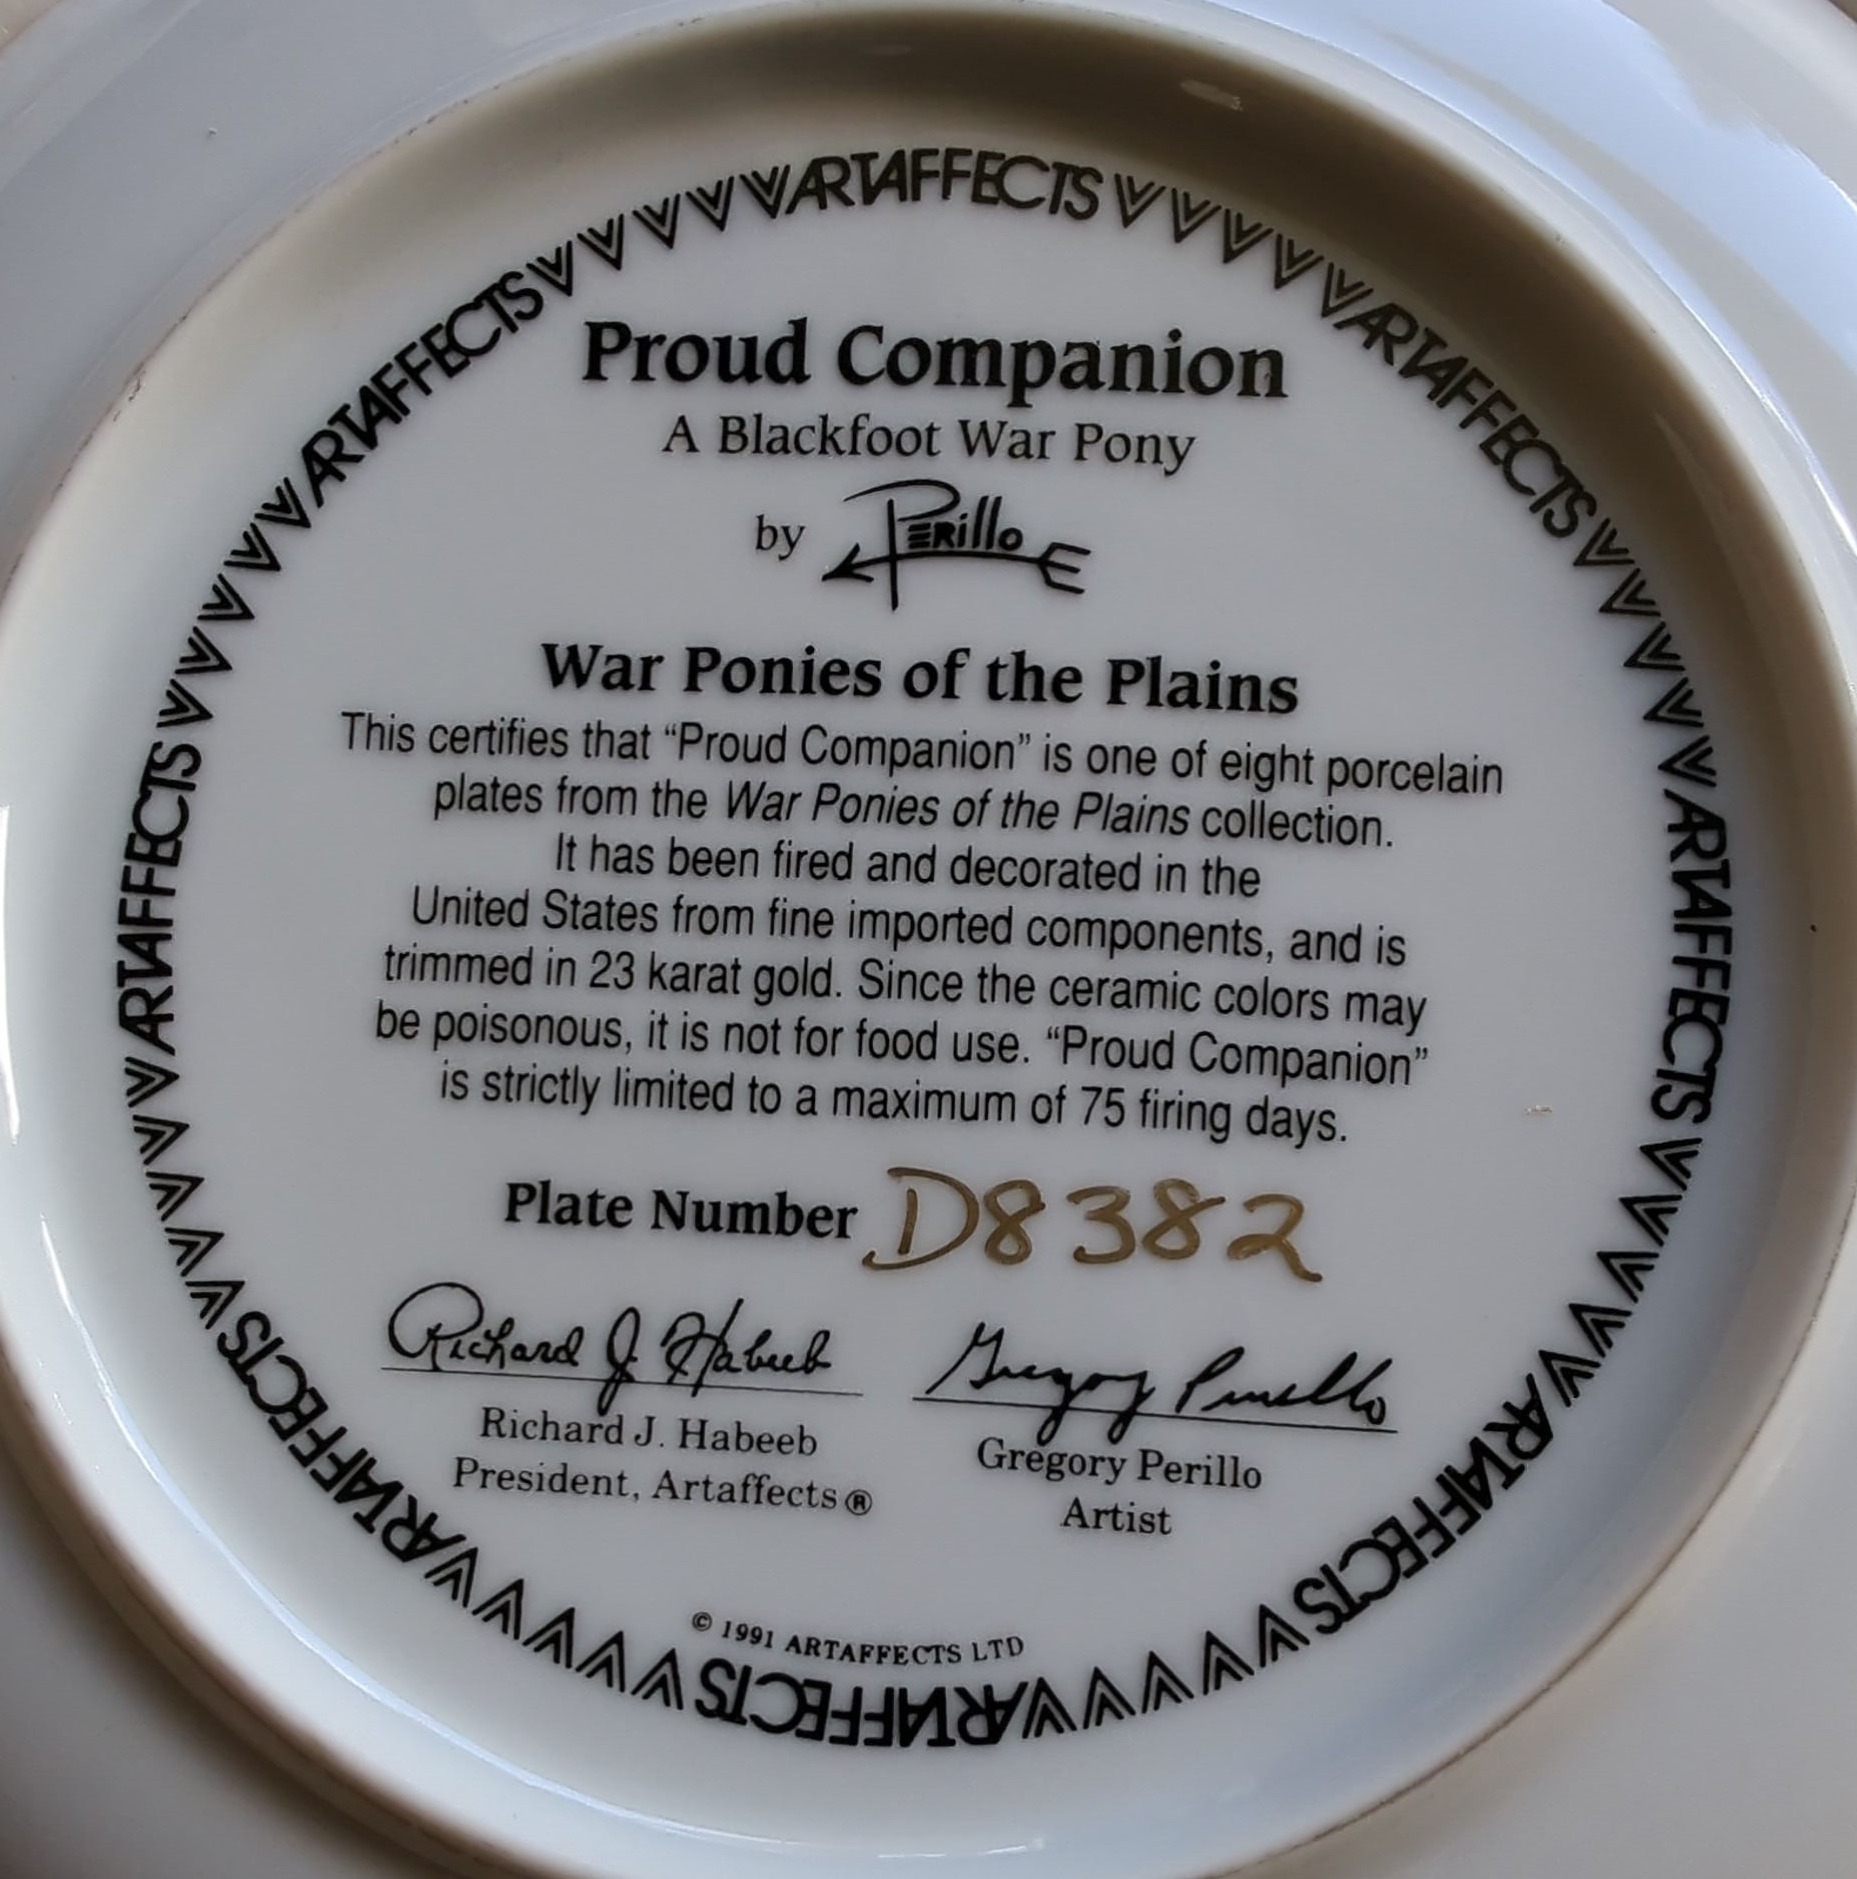 ARTAFFECTS
ARTAFFECTS
ARTAFFECTS
ARTAFFECTS
ARTAFFECTS
ARTAFFECTS
ARTAFFECTS
ARTAFFECTS
Proud Companion
A Blackfoot War Pony
by PERillo
War Ponies of the Plains
This certifies that “Proud Companion” is one of eight porcelain
plates from the War Ponies of the Plains collection.
It has been fired and decorated in the
United States from fine imported components, and is
trimmed in 23 karat gold. Since the ceramic colors may
be poisonous, it is not for food use. “Proud Companion”
is strictly limited to a maximum of 75 firing days.
Plate Number D8382
Richard J. Habeeb Gregory Perillo
Richard J. Habeeb Gregory Perillo
President, Artaffects® Artist
© 1991 ARTAFFECTS LTD